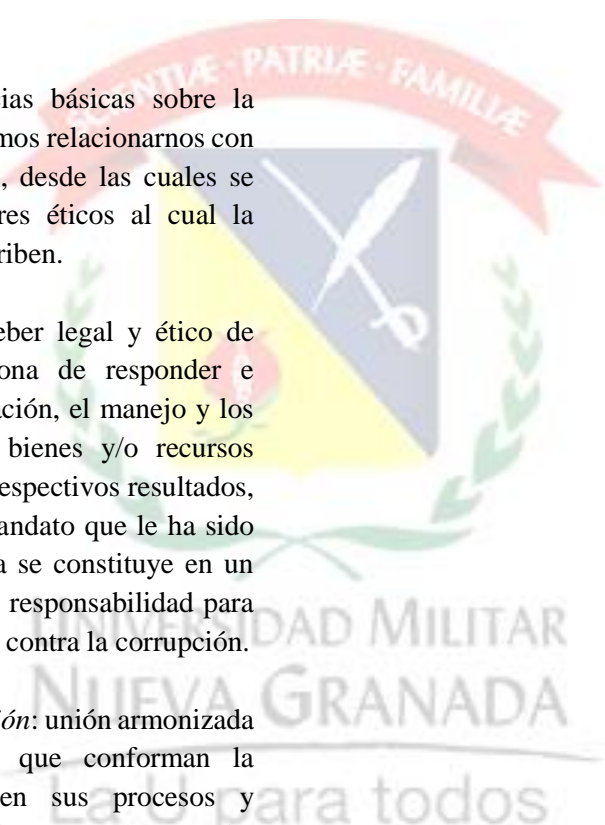 SCIENTIÆ - PATRIÆ - FAMILIÆ
cias básicas sobre la
mos relacionarnos con
, desde las cuales se
res éticos al cual la
riben.
eber legal y ético de
ona de responder e
ación, el manejo y los
bienes y/o recursos
espectivos resultados,
andato que le ha sido
a se constituye en un
responsabilidad para
contra la corrupción.
ón: unión armonizada
que conforman la
en sus procesos y
UNIVERSIDAD MILITAR
NUEVA GRANADA
La U para todos